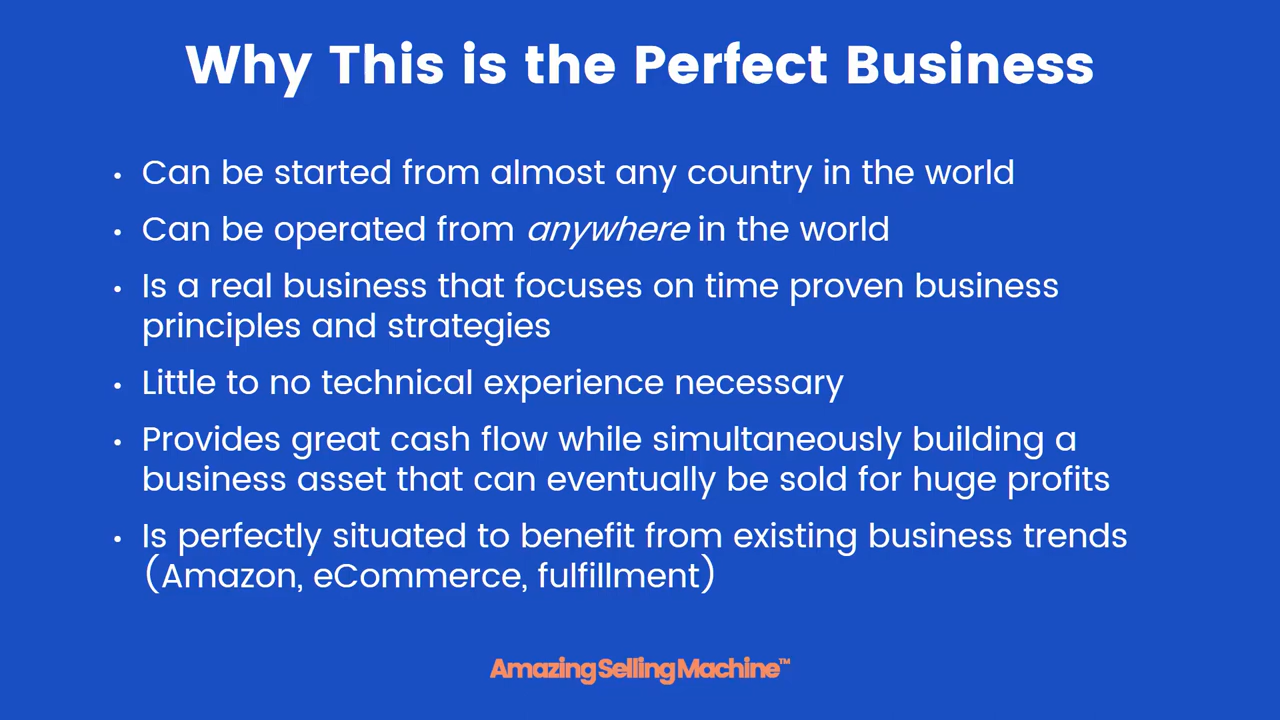 Why This is the Perfect Business
• Can be started from almost any country in the world
• Can be operated from anywhere in the world
• Is a real business that focuses on time proven business
principles and strategies
• Little to no technical experience necessary
• Provides great cash flow while simultaneously building a
business asset that can eventually be sold for huge profits
• Is perfectly situated to benefit from existing business trends
(Amazon, eCommerce, fulfillment)
Amazing Selling Machine™